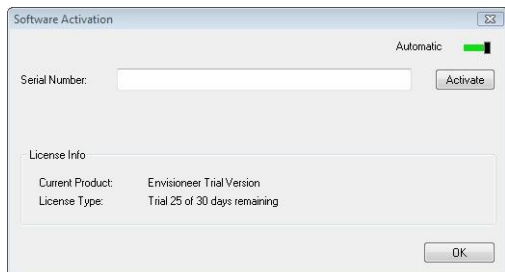 Software Activation
Automatic
Serial Number:
Activate
License Info
Current Product: Envisioneer Trial Version
License Type: Trial 25 of 30 days remaining
OK